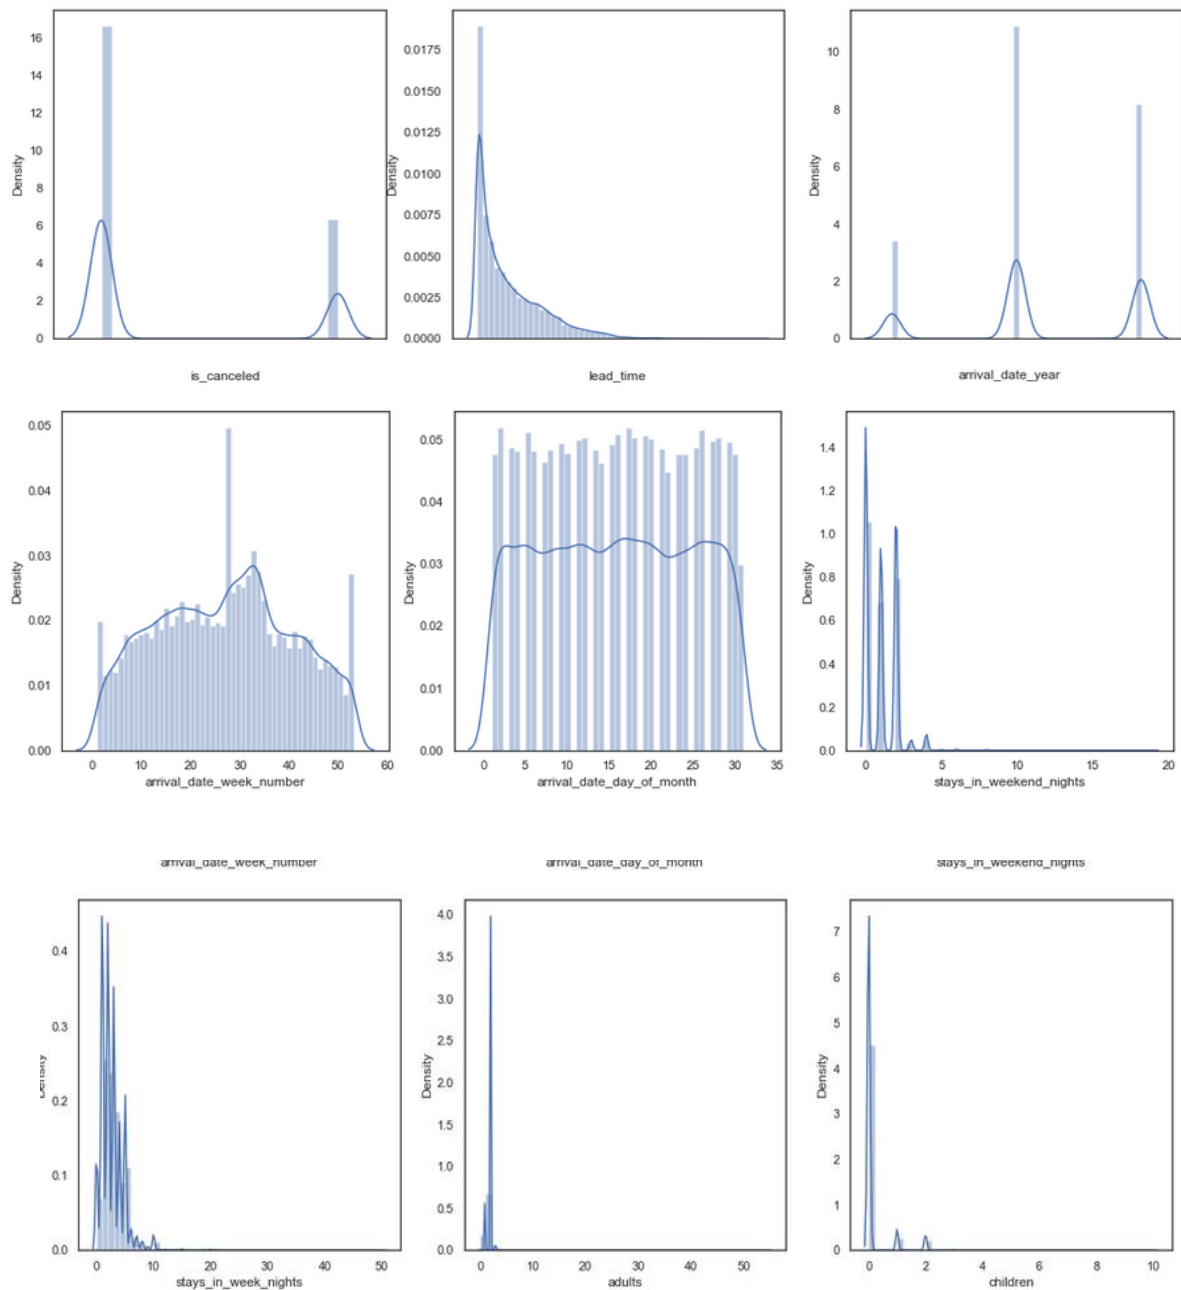 16
14
12
10
8
6
4
2
0
Density
is_canceled
0.0175
0.0150
0.0125
0.0100
0.0075
0.0050
0.0025
0.0000
Density
lead_time
10
8
6
4
2
0
Density
arrival_date_year
0.05
0.04
0.03
0.02
0.01
0.00
Density
0 10 20 30 40 50 60
arrival_date_week_number
0.05
0.04
0.03
0.02
0.01
0.00
Density
0 5 10 15 20 25 30 35
arrival_date_day_of_month
1.4
1.2
1.0
0.8
0.6
0.4
0.2
0.0
Density
0 5 10 15 20
stays_in_weekend_nights
arrival_date_week_number
arrival_date_day_of_month
stays_in_weekend_nights
0.4
0.3
0.2
0.1
0.0
Density
0 10 20 30 40 50
stays_in_week_nights
4.0
3.5
3.0
2.5
2.0
1.5
1.0
0.5
0.0
Density
0 10 20 30 40 50
adults
7
6
5
4
3
2
1
0
Density
0 2 4 6 8 10
children